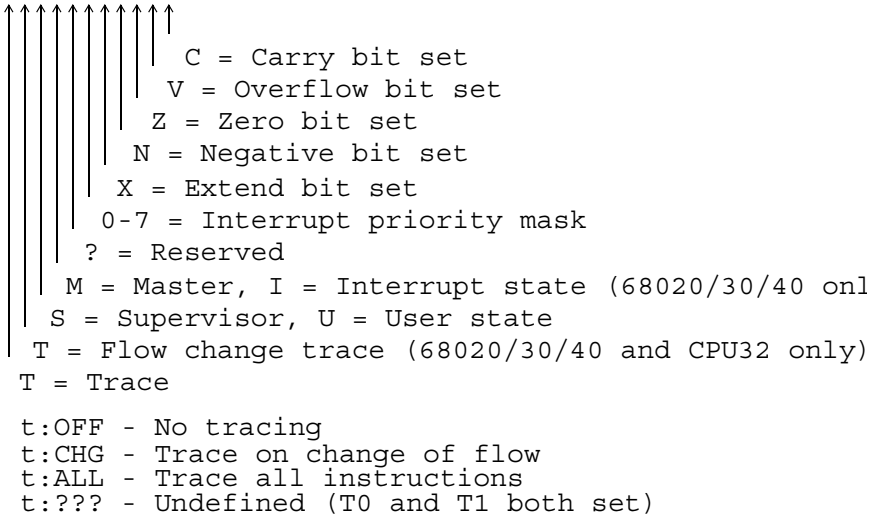 C = Carry bit set
V = Overflow bit set
Z = Zero bit set
N = Negative bit set
X = Extend bit set
0-7 = Interrupt priority mask
? = Reserved
M = Master, I = Interrupt state (68020/30/40 onl
S = Supervisor, U = User state
T = Flow change trace (68020/30/40 and CPU32 only)
T = Trace
t:OFF - No tracing
t:CHG - Trace on change of flow
t:ALL - Trace all instructions
t:??? - Undefined (T0 and T1 both set)